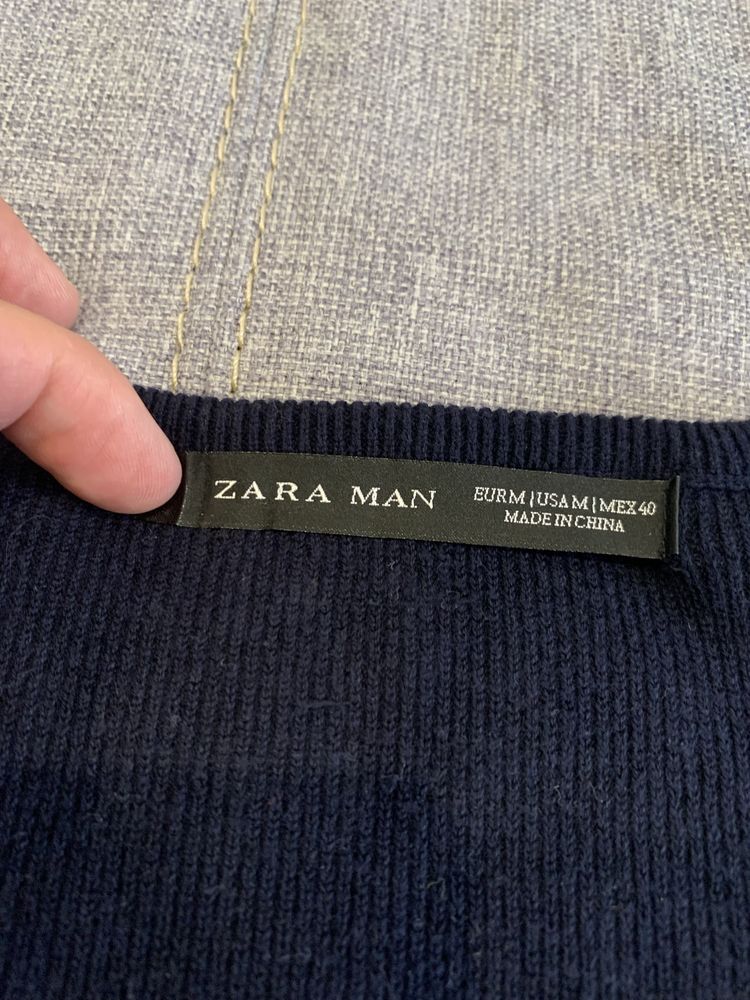 ZARA MAN
EUR M | USA M | MEX 40
MADE IN CHINA